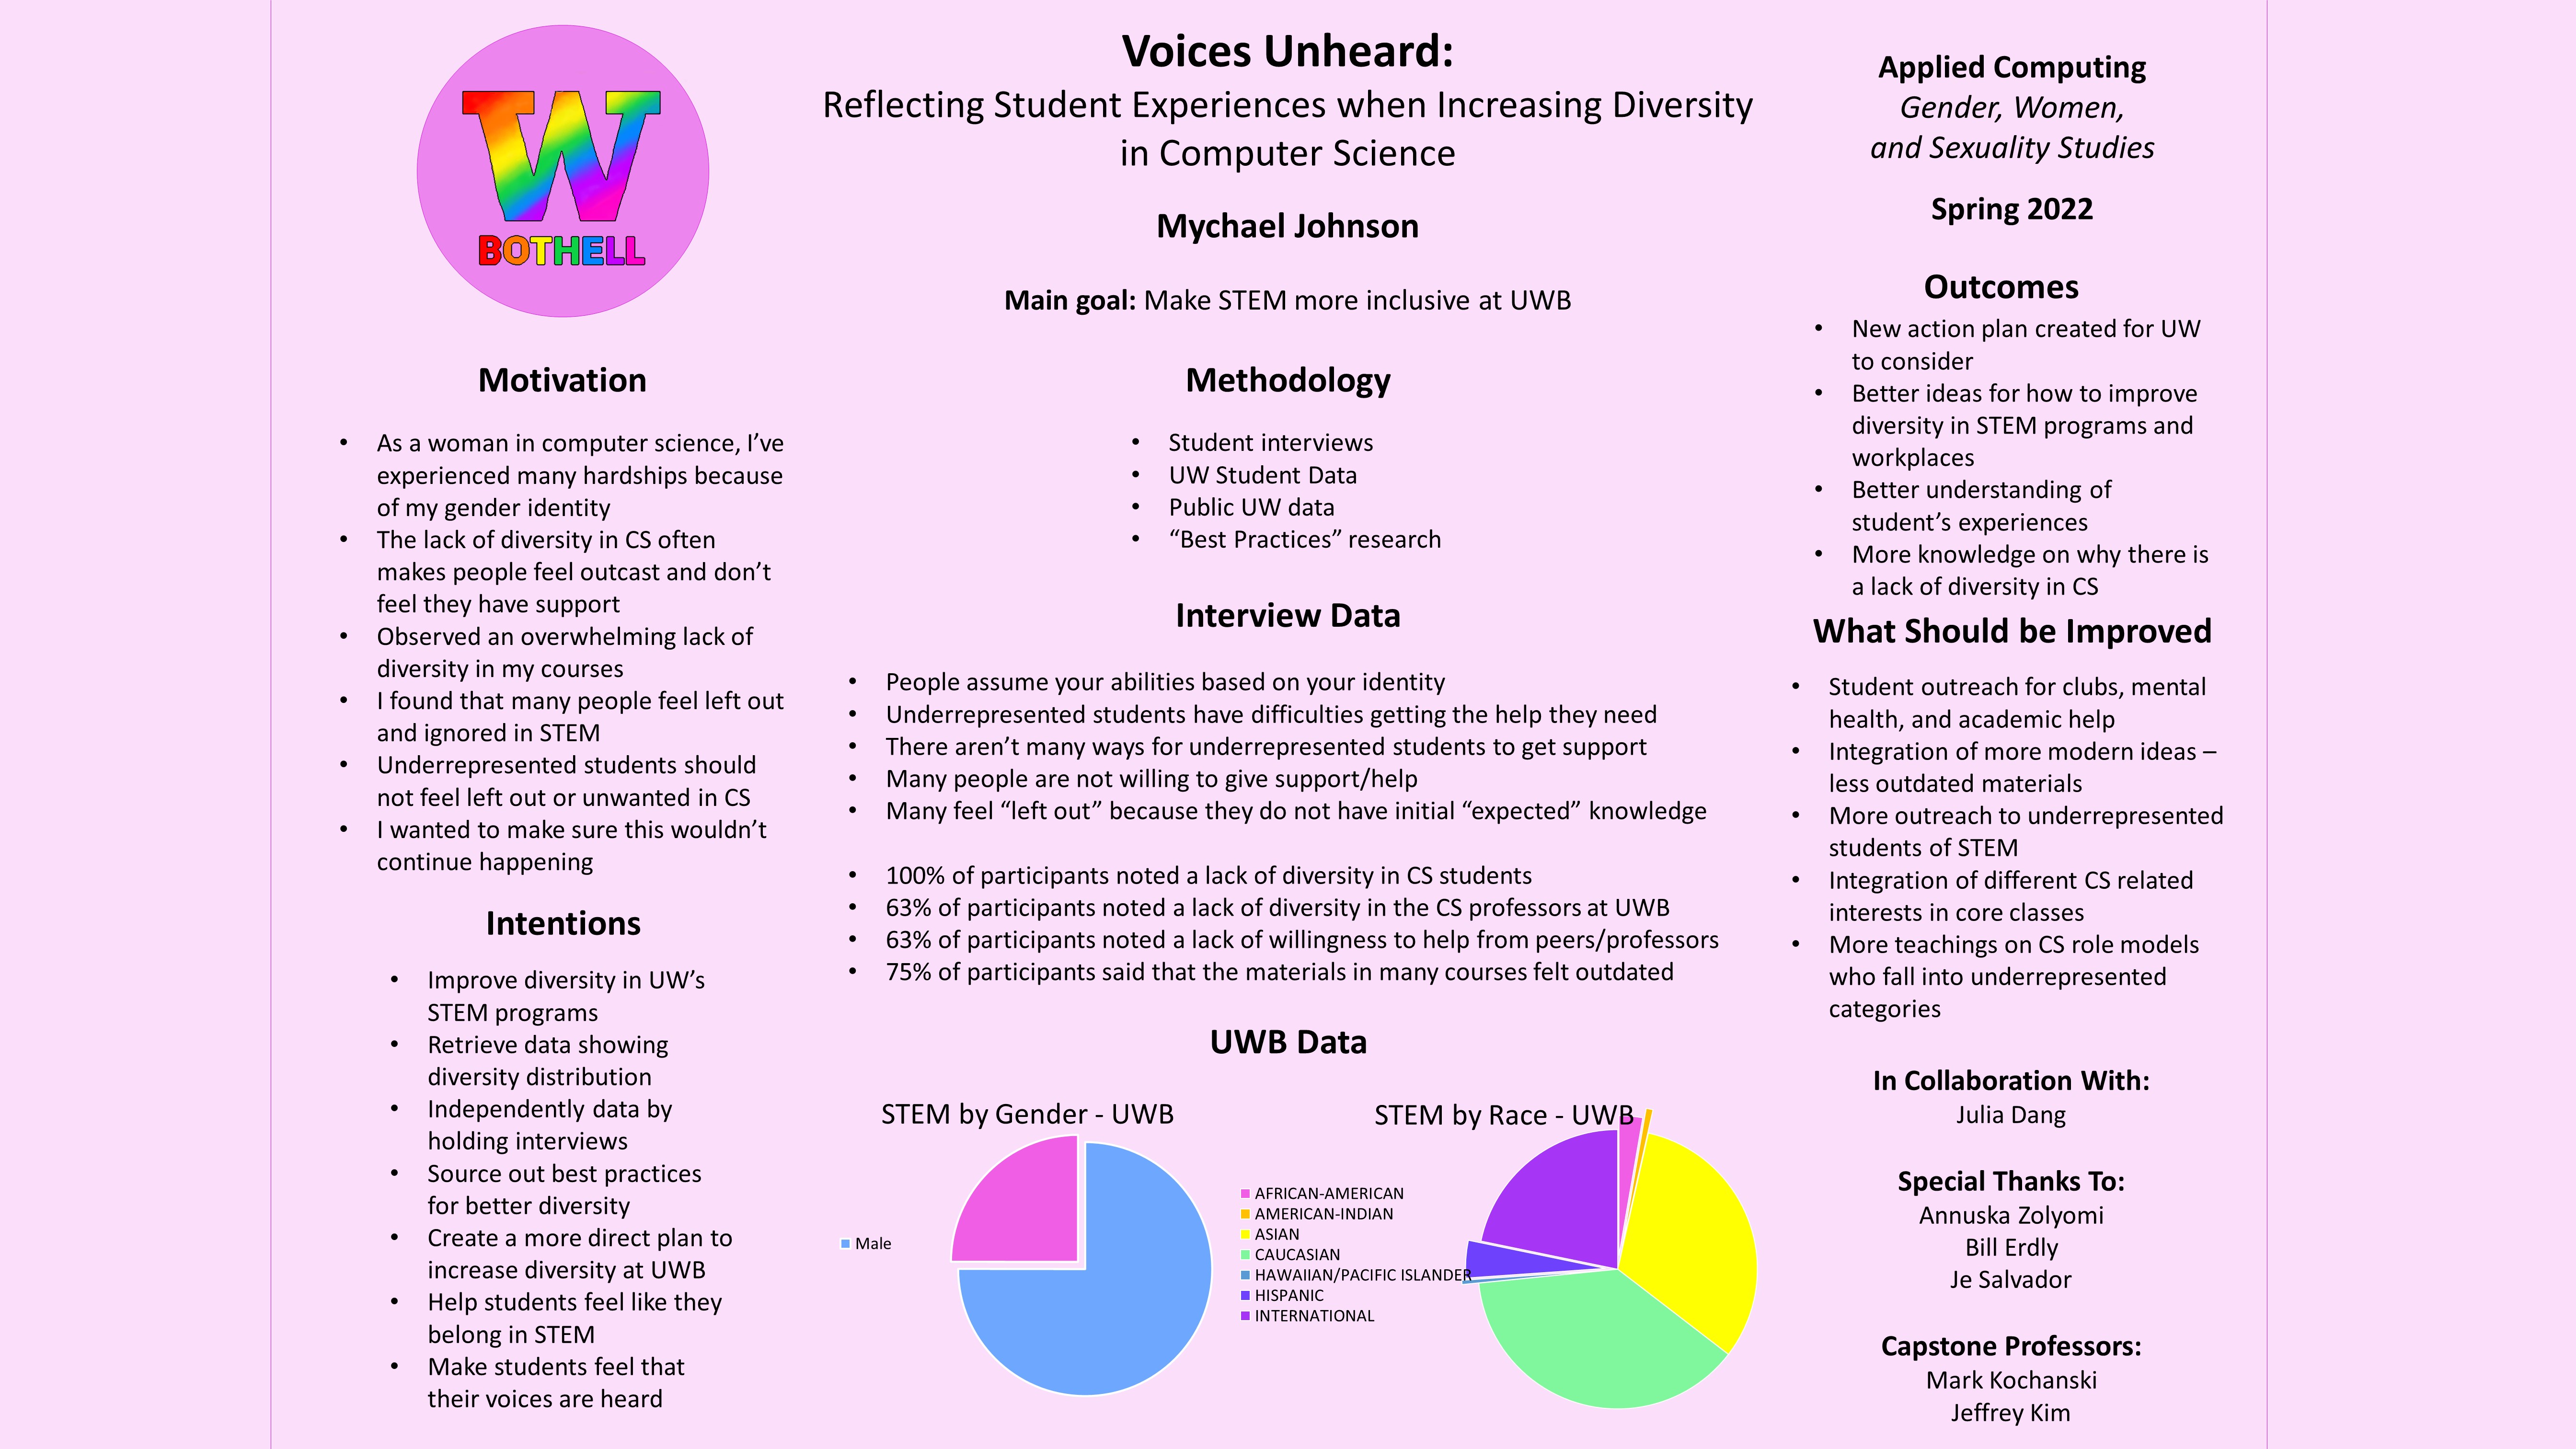 W
BOTHELL
Voices Unheard:
Reflecting Student Experiences when Increasing Diversity
in Computer Science
Mychael Johnson
Main goal: Make STEM more inclusive at UWB
Applied Computing
Gender, Women,
and Sexuality Studies
Spring 2022
Motivation
• As a woman in computer science, I’ve
experienced many hardships because
of my gender identity
• The lack of diversity in CS often
makes people feel outcast and don’t
feel they have support
• Observed an overwhelming lack of
diversity in my courses
• I found that many people feel left out
and ignored in STEM
• Underrepresented students should
not feel left out or unwanted in CS
• I wanted to make sure this wouldn’t
continue happening
Intentions
• Improve diversity in UW’s
STEM programs
• Retrieve data showing
diversity distribution
• Independently data by
holding interviews
• Source out best practices
for better diversity
• Create a more direct plan to
increase diversity at UWB
• Help students feel like they
belong in STEM
• Make students feel that
their voices are heard
Methodology
• Student interviews
• UW Student Data
• Public UW data
• “Best Practices” research
Interview Data
• People assume your abilities based on your identity
• Underrepresented students have difficulties getting the help they need
• There aren’t many ways for underrepresented students to get support
• Many people are not willing to give support/help
• Many feel “left out” because they do not have initial “expected” knowledge
• 100% of participants noted a lack of diversity in CS students
• 63% of participants noted a lack of diversity in the CS professors at UWB
• 63% of participants noted a lack of willingness to help from peers/professors
• 75% of participants said that the materials in many courses felt outdated
UWB Data
STEM by Gender - UWB
Male
STEM by Race - UWB
AFRICAN-AMERICAN
AMERICAN-INDIAN
ASIAN
CAUCASIAN
HAWAIIAN/PACIFIC ISLANDER
HISPANIC
INTERNATIONAL
Outcomes
• New action plan created for UW
to consider
• Better ideas for how to improve
diversity in STEM programs and
workplaces
• Better understanding of
student’s experiences
• More knowledge on why there is
a lack of diversity in CS
What Should be Improved
• Student outreach for clubs, mental
health, and academic help
• Integration of more modern ideas –
less outdated materials
• More outreach to underrepresented
students of STEM
• Integration of different CS related
interests in core classes
• More teachings on CS role models
who fall into underrepresented
categories
In Collaboration With:
Julia Dang
Special Thanks To:
Annuska Zolyomi
Bill Erdly
Je Salvador
Capstone Professors:
Mark Kochanski
Jeffrey Kim